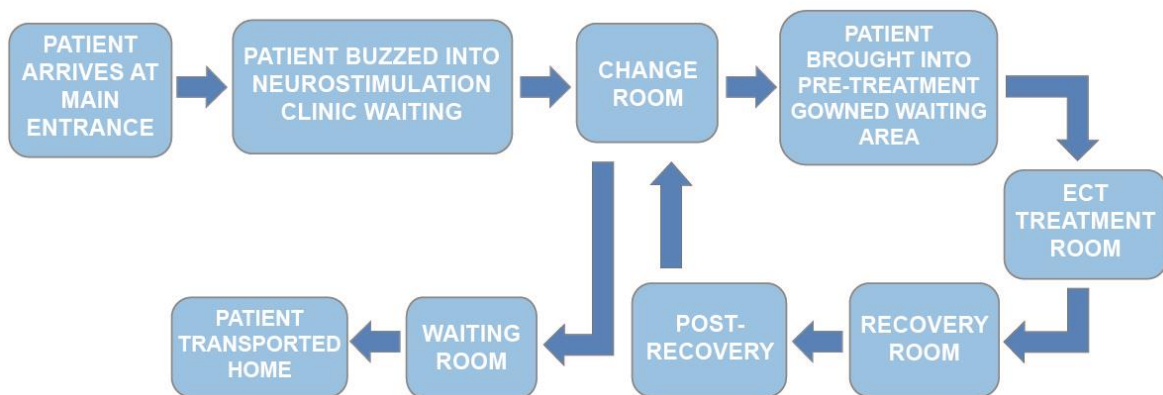 PATIENT
ARRIVES AT
MAIN
ENTRANCE
PATIENT BUZZED INTO
NEUROSTIMULATION
CLINIC WAITING
CHANGE
ROOM
PATIENT
BROUGHT INTO
PRE-TREATMENT
GOWNED WAITING
AREA
ECT
TREATMENT
ROOM
RECOVERY
ROOM
POST-
RECOVERY
WAITING
ROOM
PATIENT
TRANSPORTED
HOME